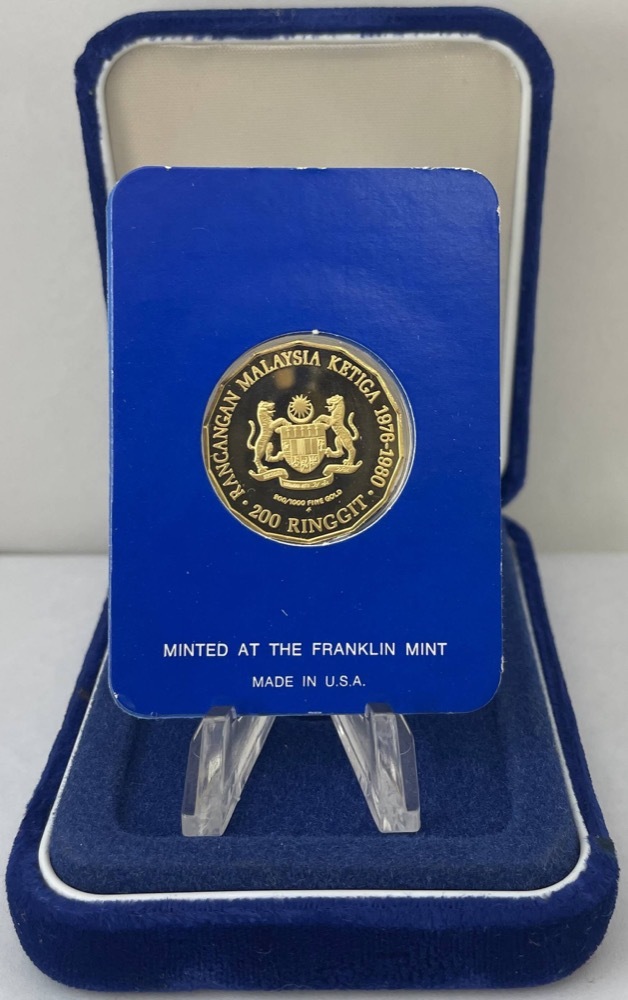 RANCANGAN MALAYSIA KETIGA 1976-1980
900/1000 FINE GOLD
• 200 RINGGIT •
MINTED AT THE FRANKLIN MINT
MADE IN U.S.A.